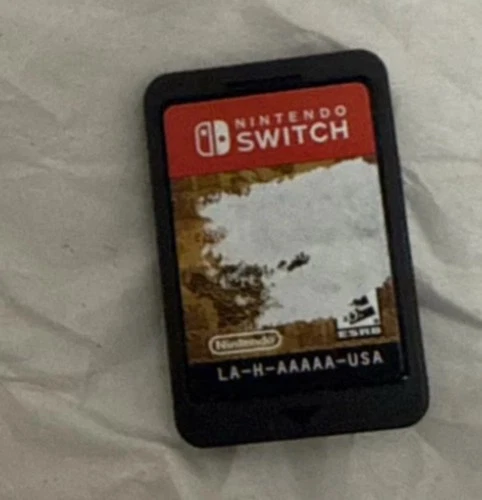 NINTENDO
SWITCH
ESRB
Nintendo
LA-H-AAAAA-USA